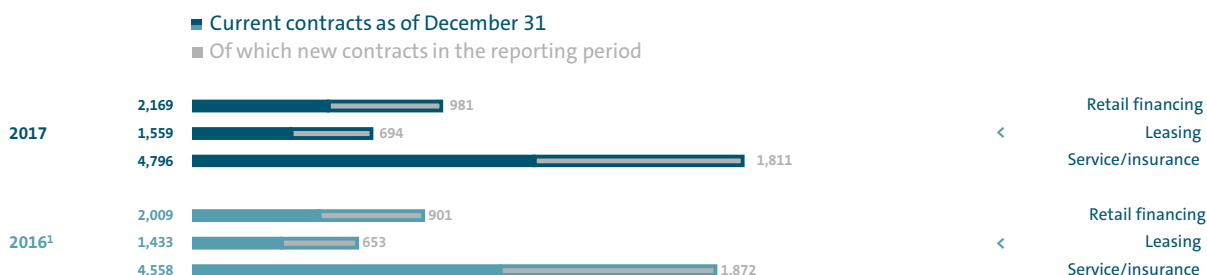 Current contracts as of December 31
Of which new contracts in the reporting period
2,169 981 Retail financing
2017 1,559 694 < Leasing
4,796 1,811 Service/insurance
2,009 901 Retail financing
2016¹ 1,433 653 < Leasing
4,558 1,872 Service/insurance